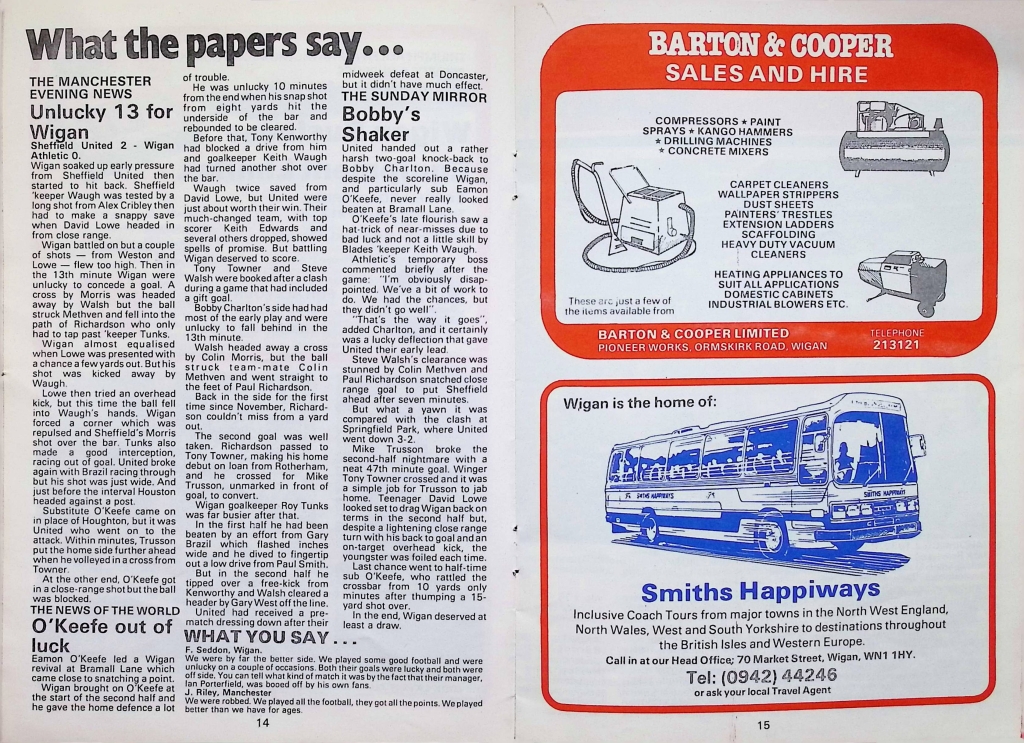 What the papers say...
THE MANCHESTER
EVENING NEWS
Unlucky 13 for
Wigan
Sheffield United 2 - Wigan
Athletic 0.
Wigan soaked up early pressure
from Sheffield United then
started to hit back. Sheffield
'keeper Waugh was tested by a
long shot from Alex Cribley then
had to make a snappy save
when David Lowe headed in
from close range.
Wigan battled on but a couple
of shots — from Weston and
Lowe — flew too high. Then in
the 13th minute Wigan were
unlucky to concede a goal. A
cross by Morris was headed
away by Walsh but the ball
struck Methven and fell into the
path of Richardson who only
had to tap past 'keeper Tunks.
Wigan almost equalised
when Lowe was presented with
a chance a few yards out. But his
shot was kicked away by
Waugh.
Lowe then tried an overhead
kick, but this time the ball fell
into Waugh's hands. Wigan
forced a corner which was
repulsed and Sheffield's Morris
shot over the bar. Tunks also
made a good interception,
racing out of goal. United broke
again with Brazil racing through
but his shot was just wide. And
just before the interval Houston
headed against a post.
Substitute O'Keefe came on
in place of Houghton, but it was
United who went on to the
attack. Within minutes, Trusson
put the home side further ahead
when he volleyed in a cross from
Towner.
At the other end, O'Keefe got
in a close-range shot but the ball
was blocked.
THE NEWS OF THE WORLD
O'Keefe out of
luck
Eamon O'Keefe led a Wigan
revival at Bramall Lane which
came close to snatching a point.
Wigan brought on O'Keefe at
the start of the second half and
he gave the home defence a lot
of trouble.
He was unlucky 10 minutes
from the end when his snap shot
from eight yards hit the
underside of the bar and
rebounded to be cleared.
Before that, Tony Kenworthy
had blocked a drive from him
and goalkeeper Keith Waugh
had turned another shot over
the bar.
Waugh twice saved from
David Lowe, but United were
just about worth their win. Their
much-changed team, with top
scorer Keith Edwards and
several others dropped, showed
spells of promise. But battling
Wigan deserved to score.
Tony Towner and Steve
Walsh were booked after a clash
during a game that had included
a gift goal.
Bobby Charlton's side had had
most of the early play and were
unlucky to fall behind in the
13th minute.
Walsh headed away a cross
by Colin Morris, but the ball
struck team-mate Colin
Methven and went straight to
the feet of Paul Richardson.
Back in the side for the first
time since November, Richard-
son couldn't miss from a yard
out.
The second goal was well
taken. Richardson passed to
Tony Towner, making his home
debut on loan from Rotherham,
and he crossed for Mike
Trusson, unmarked in front of
goal, to convert.
Wigan goalkeeper Roy Tunks
was far busier after that.
In the first half he had been
beaten by an effort from Gary
Brazil which flashed inches
wide and he dived to fingertip
out a low drive from Paul Smith.
But in the second half he
tipped over a free-kick from
Kenworthy and Walsh cleared a
header by Gary West off the line.
United had received a pre-
match dressing down after their
midweek defeat at Doncaster,
but it didn't have much effect.
THE SUNDAY MIRROR
Bobby's
Shaker
United handed out a rather
harsh two-goal knock-back to
Bobby Charlton. Because
despite the scoreline Wigan,
and particularly sub Eamon
O'Keefe, never really looked
beaten at Bramall Lane.
O'Keefe's late flourish saw a
hat-trick of near-misses due to
bad luck and not a little skill by
Blades 'keeper Keith Waugh.
Athletic's temporary boss
commented briefly after the
game: "I'm obviously disap-
pointed. We've a bit of work to
do. We had the chances, but
they didn't go well".
"That's the way it goes",
added Charlton, and it certainly
was a lucky deflection that gave
United their early lead.
Steve Walsh's clearance was
stunned by Colin Methven and
Paul Richardson snatched close
range goal to put Sheffield
ahead after seven minutes.
But what a yawn it was
compared with the clash at
Springfield Park, where United
went down 3-2.
Mike Trusson broke the
second-half nightmare with a
neat 47th minute goal. Winger
Tony Towner crossed and it was
a simple job for Trusson to jab
home. Teenager David Lowe
looked set to drag Wigan back on
terms in the second half but,
despite a lightening close range
turn with his back to goal and an
on-target overhead kick, the
youngster was foiled each time.
Last chance went to half-time
sub O'Keefe, who rattled the
crossbar from 10 yards only
minutes after thumping a 15-
yard shot over.
In the end, Wigan deserved at
least a draw.
WHAT YOU SAY...
F. Seddon, Wigan.
We were by far the better side. We played some good football and were
unlucky on a couple of occasions. Both their goals were lucky and both were
off side. You can tell what kind of match it was by the fact that their manager,
Ian Porterfield, was booed off by his own fans.
J. Riley, Manchester
We were robbed. We played all the football, they got all the points. We played
better than we have for ages.
14
BARTON & COOPER
SALES AND HIRE
COMPRESSORS ★ PAINT
SPRAYS ★ KANGO HAMMERS
★ DRILLING MACHINES
★ CONCRETE MIXERS
CARPET CLEANERS
WALLPAPER STRIPPERS
DUST SHEETS
PAINTERS' TRESTLES
EXTENSION LADDERS
SCAFFOLDING
HEAVY DUTY VACUUM
CLEANERS
HEATING APPLIANCES TO
SUIT ALL APPLICATIONS
DOMESTIC CABINETS
INDUSTRIAL BLOWERS ETC.
These are just a few of
the items available from
BARTON & COOPER LIMITED
PIONEER WORKS, ORMSKIRK ROAD, WIGAN
TELEPHONE
213121
Wigan is the home of:
SMITHS HAPPIWAYS
SMITHS HAPPIWAYS
Smiths Happiways
Inclusive Coach Tours from major towns in the North West England,
North Wales, West and South Yorkshire to destinations throughout
the British Isles and Western Europe.
Call in at our Head Office; 70 Market Street, Wigan, WN1 1HY.
Tel: (0942) 44246
or ask your local Travel Agent
15